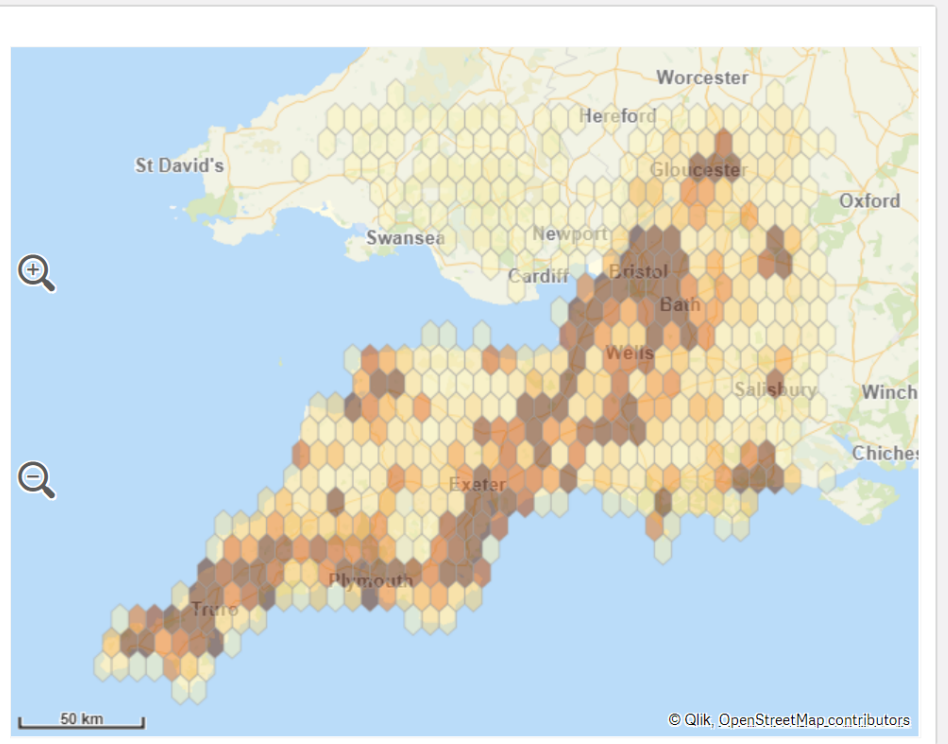 Worcester
Hereford
St David's
Gloucester
Oxford
Swansea
Newport
Cardiff
Bristol
Bath
Wells
Salisbury
Winch
Chiches
Exeter
Plymouth
Truro
50 km
© Qlik, OpenStreetMap contributors